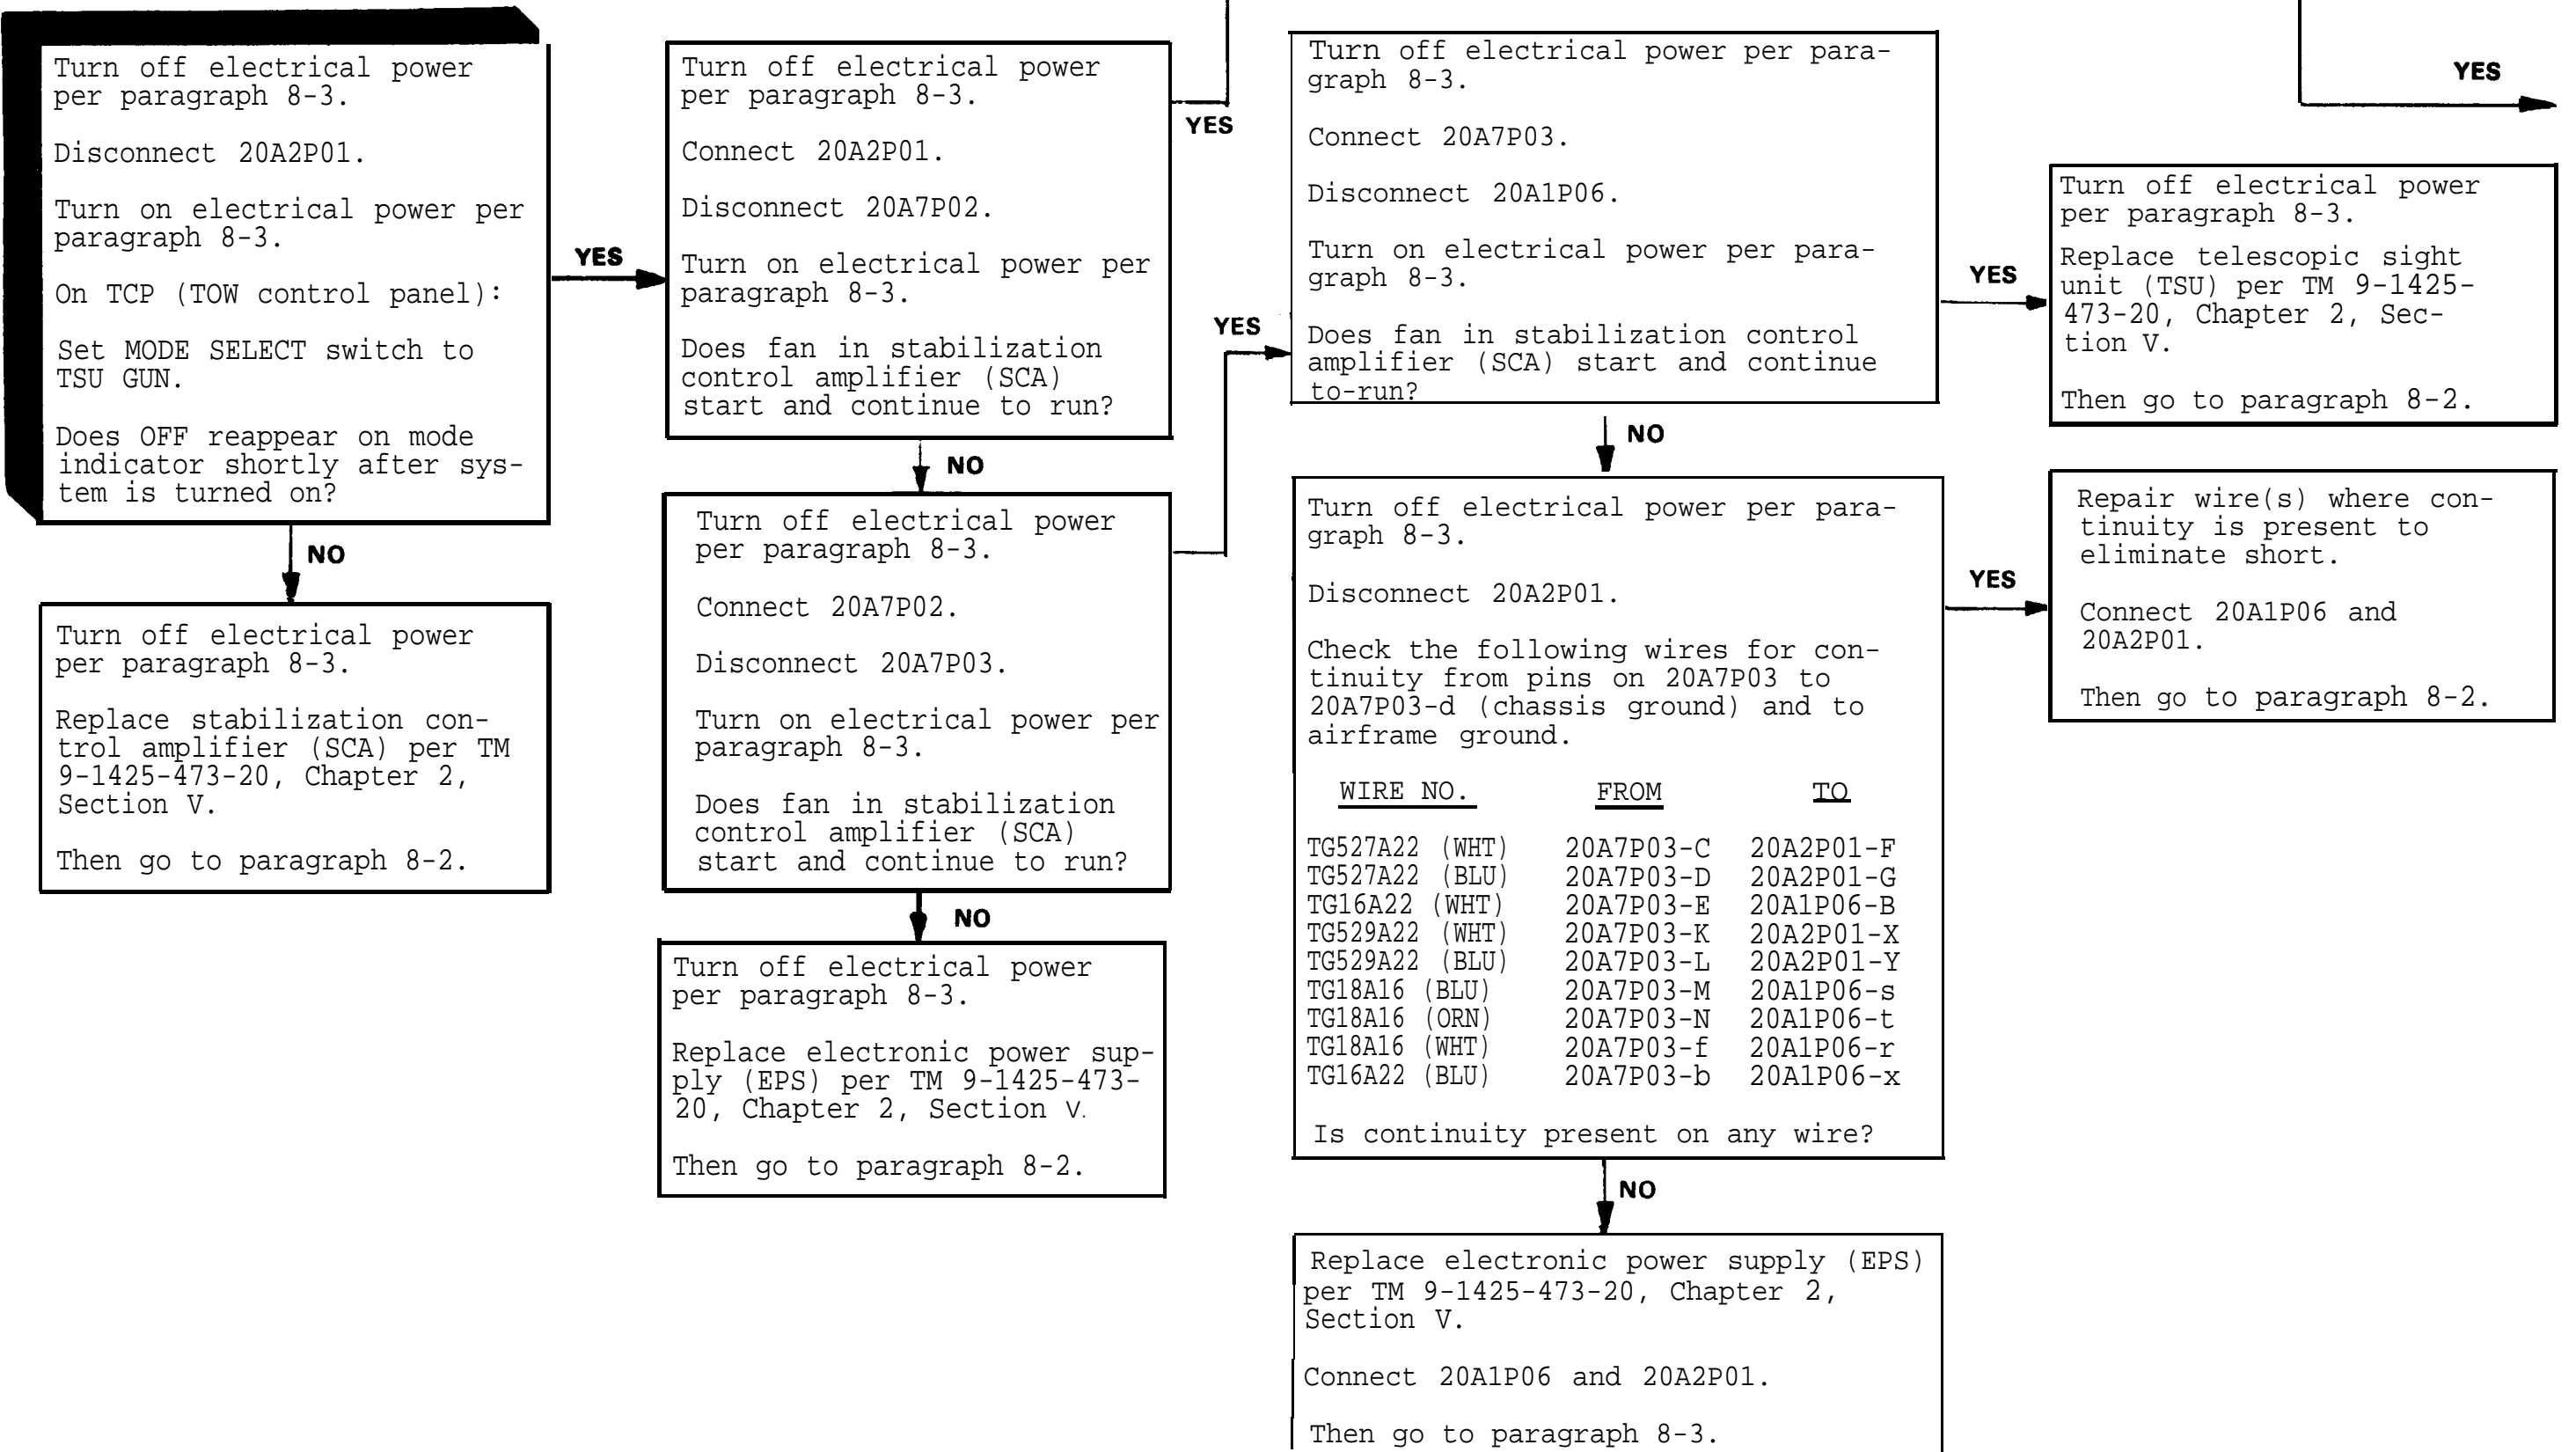 Turn off electrical power
per paragraph 8-3.
Disconnect 20A2P01.
Turn on electrical power per
paragraph 8-3.
On TCP (TOW control panel):
Set MODE SELECT switch to
TSU GUN.
Does OFF reappear on mode
indicator shortly after sys-
tem is turned on?
YES
NO
Turn off electrical power
per paragraph 8-3.
Replace stabilization con-
trol amplifier (SCA) per TM
9-1425-473-20, Chapter 2,
Section V.
Then go to paragraph 8-2.
Turn off electrical power
per paragraph 8-3.
Connect 20A2P01.
Disconnect 20A7P02.
Turn on electrical power per
paragraph 8-3.
Does fan in stabilization
control amplifier (SCA)
start and continue to run?
YES
NO
Turn off electrical power
per paragraph 8-3.
Connect 20A7P02.
Disconnect 20A7P03.
Turn on electrical power per
paragraph 8-3.
Does fan in stabilization
control amplifier (SCA)
start and continue to run?
YES
NO
Turn off electrical power
per paragraph 8-3.
Replace electronic power sup-
ply (EPS) per TM 9-1425-473-
20, Chapter 2, Section V.
Then go to paragraph 8-2.
Turn off electrical power per para-
graph 8-3.
Connect 20A7P03.
Disconnect 20A1P06.
Turn on electrical power per para-
graph 8-3.
Does fan in stabilization control
amplifier (SCA) start and continue
to-run?
YES
NO
Turn off electrical power per para-
graph 8-3.
Disconnect 20A2P01.
Check the following wires for con-
tinuity from pins on 20A7P03 to
20A7P03-d (chassis ground) and to
airframe ground.
WIRE NO. FROM TO
TG527A22 (WHT) 20A7P03-C 20A2P01-F
TG527A22 (BLU) 20A7P03-D 20A2P01-G
TG16A22 (WHT) 20A7P03-E 20A1P06-B
TG529A22 (WHT) 20A7P03-K 20A2P01-X
TG529A22 (BLU) 20A7P03-L 20A2P01-Y
TG18A16 (BLU) 20A7P03-M 20A1P06-s
TG18A16 (ORN) 20A7P03-N 20A1P06-t
TG18A16 (WHT) 20A7P03-f 20A1P06-r
TG16A22 (BLU) 20A7P03-b 20A1P06-x
Is continuity present on any wire?
YES
NO
Replace electronic power supply (EPS)
per TM 9-1425-473-20, Chapter 2,
Section V.
Connect 20A1P06 and 20A2P01.
Then go to paragraph 8-3.
YES
Turn off electrical power
per paragraph 8-3.
Replace telescopic sight
unit (TSU) per TM 9-1425-
473-20, Chapter 2, Sec-
tion V.
Then go to paragraph 8-2.
Repair wire(s) where con-
tinuity is present to
eliminate short.
Connect 20A1P06 and
20A2P01.
Then go to paragraph 8-2.